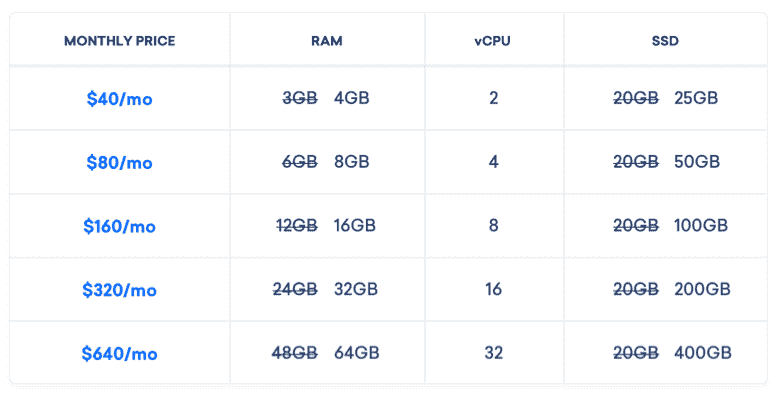 MONTHLY PRICE RAM vCPU SSD
$40/mo 3GB 4GB 2 20GB 25GB
$80/mo 6GB 8GB 4 20GB 50GB
$160/mo 12GB 16GB 8 20GB 100GB
$320/mo 24GB 32GB 16 20GB 200GB
$640/mo 48GB 64GB 32 20GB 400GB